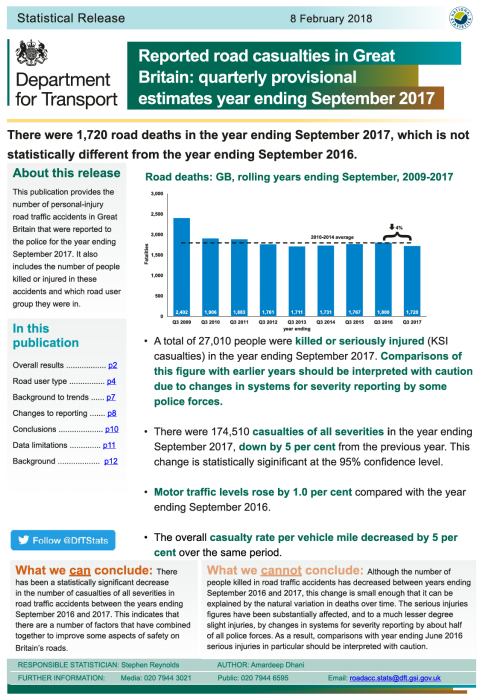 Statistical Release
8 February 2018
Department
for Transport
Reported road casualties in Great
Britain: quarterly provisional
estimates year ending September 2017
There were 1,720 road deaths in the year ending September 2017, which is not
statistically different from the year ending September 2016.
About this release
This publication provides the
number of personal-injury
road traffic accidents in Great
Britain that were reported to
the police for the year ending
September 2017. It also
includes the number of people
killed or injured in these
accidents and which road user
group they were in.
In this
publication
Overall results .................. p2
Road user type ................ p4
Background to trends ...... p7
Changes to reporting ....... p8
Conclusions .................... p10
Data limitations .............. p11
Background ................... p12
Follow @DfTStats
Road deaths: GB, rolling years ending September, 2009-2017
3,000
2,500
2,000
1,500
1,000
500
0
Fatalities
2010-2014 average
4%
2,402 1,906 1,883 1,761 1,711 1,731 1,767 1,800 1,720
Q3 2009 Q3 2010 Q3 2011 Q3 2012 Q3 2013 Q3 2014 Q3 2015 Q3 2016 Q3 2017
year ending
• A total of 27,010 people were killed or seriously injured (KSI
casualties) in the year ending September 2017. Comparisons of
this figure with earlier years should be interpreted with caution
due to changes in systems for severity reporting by some
police forces.
• There were 174,510 casualties of all severities in the year ending
September 2017, down by 5 per cent from the previous year. This
change is statistically siginificant at the 95% confidence level.
• Motor traffic levels rose by 1.0 per cent compared with the year
ending September 2016.
• The overall casualty rate per vehicle mile decreased by 5 per
cent over the same period.
What we can conclude: There
has been a statistically significant decrease
in the number of casualties of all severities in
road traffic accidents between the years ending
September 2016 and 2017. This indicates that
there are a number of factors that have combined
together to improve some aspects of safety on
Britain's roads.
What we cannot conclude: Although the number of
people killed in road traffic accidents has decreased between years ending
September 2016 and 2017, this change is small enough that it can be
explained by the natural variation in deaths over time. The serious injuries
figures have been substantially affected, and to a much lesser degree
slight injuries, by changes in systems for severity reporting by about half
of all police forces. As a result, comparisons with year ending June 2016
serious injuries in particular should be interpreted with caution.
RESPONSIBLE STATISTICIAN: Stephen Reynolds
AUTHOR: Amardeep Dhani
FURTHER INFORMATION:
Media: 020 7944 3021
Public: 020 7944 6595
Email: roadacc.stats@dft.gsi.gov.uk